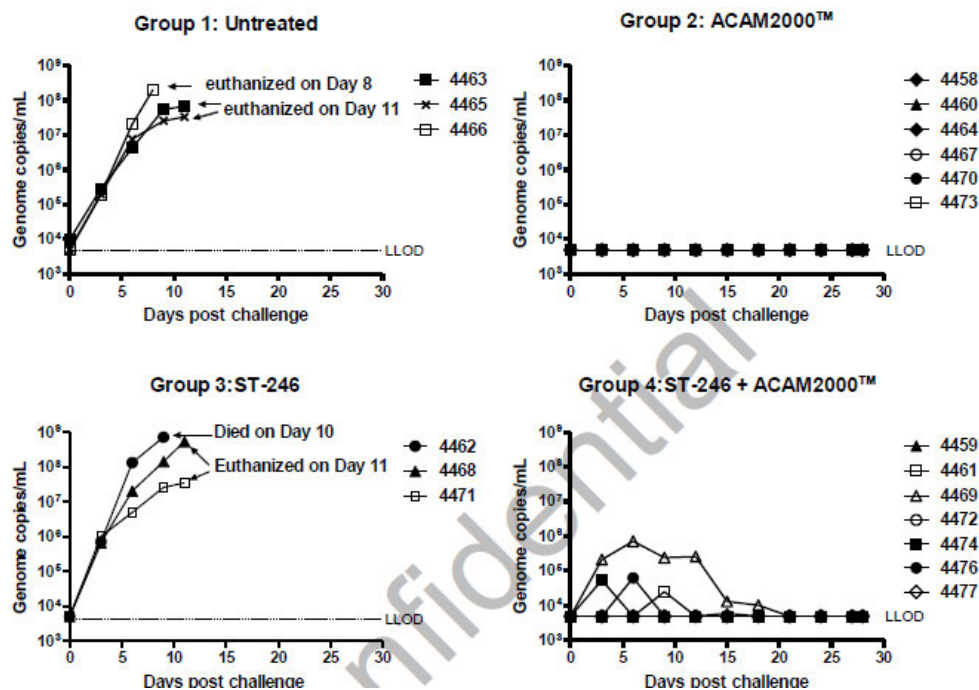 Group 1: Untreated
Genome copies/mL
10⁹
10⁸
10⁷
10⁶
10⁵
10⁴
10³
euthanized on Day 8
euthanized on Day 11
LLOD
0 5 10 15 20 25 30
Days post challenge
4463
4465
4466
Group 2: ACAM2000™
Genome copies/mL
10⁹
10⁸
10⁷
10⁶
10⁵
10⁴
10³
LLOD
0 5 10 15 20 25 30
Days post challenge
4458
4460
4464
4467
4470
4473
Group 3:ST-246
Genome copies/mL
10⁹
10⁸
10⁷
10⁶
10⁵
10⁴
10³
Died on Day 10
Euthanized on Day 11
LLOD
0 5 10 15 20 25 30
Days post challenge
4462
4468
4471
Group 4:ST-246 + ACAM2000™
Genome copies/mL
10⁹
10⁸
10⁷
10⁶
10⁵
10⁴
10³
LLOD
0 5 10 15 20 25 30
Days post challenge
4459
4461
4469
4472
4474
4476
4477
nfidential